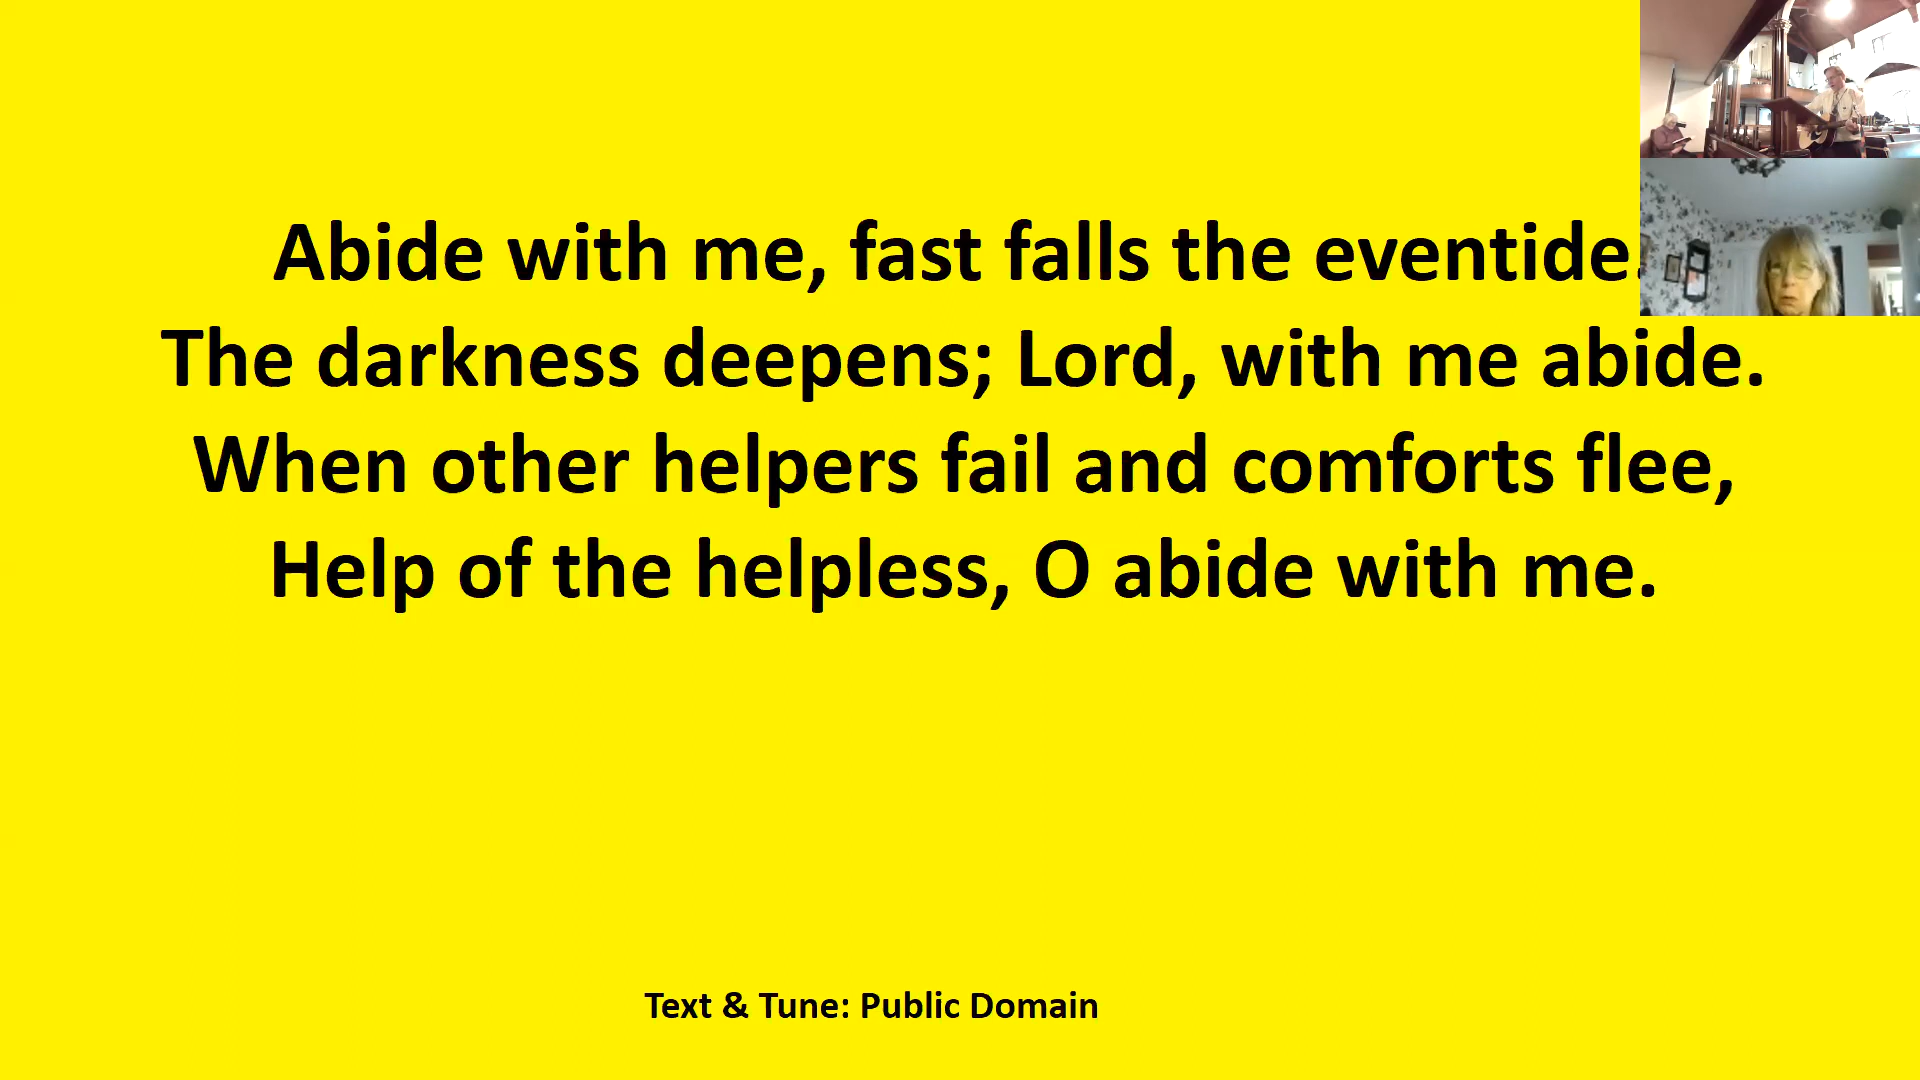 Abide with me, fast falls the eventide.
The darkness deepens; Lord, with me abide.
When other helpers fail and comforts flee,
Help of the helpless, O abide with me.
Text & Tune: Public Domain